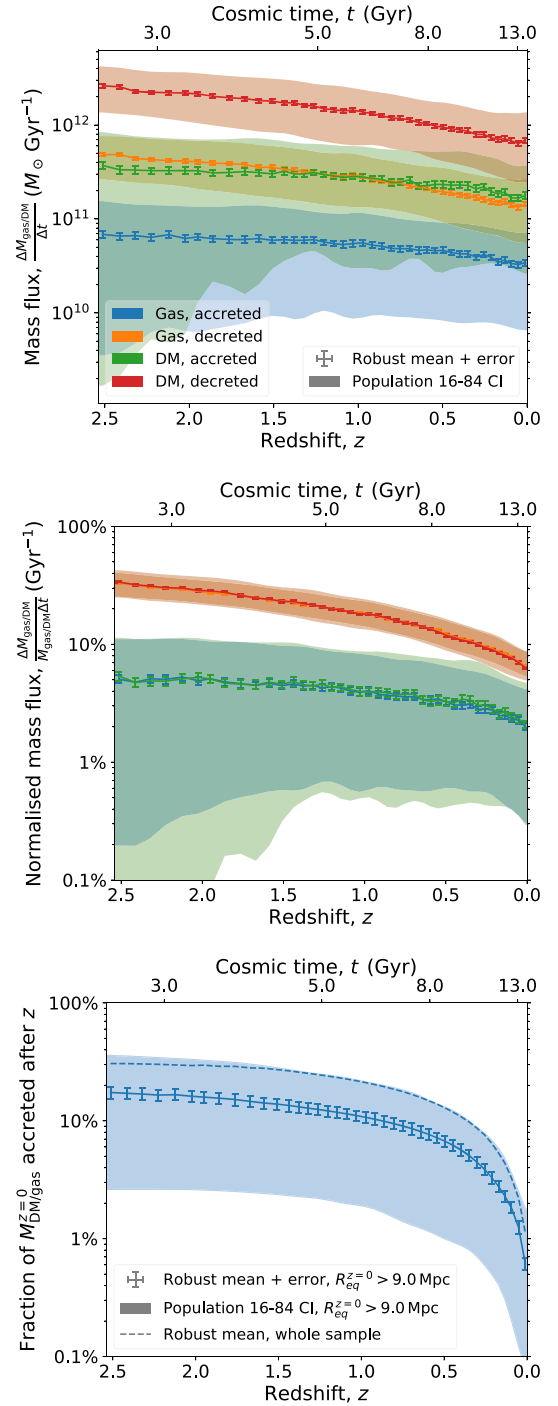 Cosmic time, t (Gyr)
3.0 5.0 8.0 13.0
Mass flux, ΔM_gas/DM / Δt (M⊙ Gyr⁻¹)
10¹²
10¹¹
10¹⁰
Gas, accreted
Gas, decreted
DM, accreted
DM, decreted
Robust mean + error
Population 16-84 CI
2.5 2.0 1.5 1.0 0.5 0.0
Redshift, z
Cosmic time, t (Gyr)
3.0 5.0 8.0 13.0
Normalised mass flux, ΔM_gas/DM / M_gas/DM Δt (Gyr⁻¹)
100%
10%
1%
0.1%
2.5 2.0 1.5 1.0 0.5 0.0
Redshift, z
Cosmic time, t (Gyr)
3.0 5.0 8.0 13.0
Fraction of M^z=0_DM/gas accreted after z
100%
10%
1%
0.1%
Robust mean + error, R^z=0_eq > 9.0 Mpc
Population 16-84 CI, R^z=0_eq > 9.0 Mpc
Robust mean, whole sample
2.5 2.0 1.5 1.0 0.5 0.0
Redshift, z